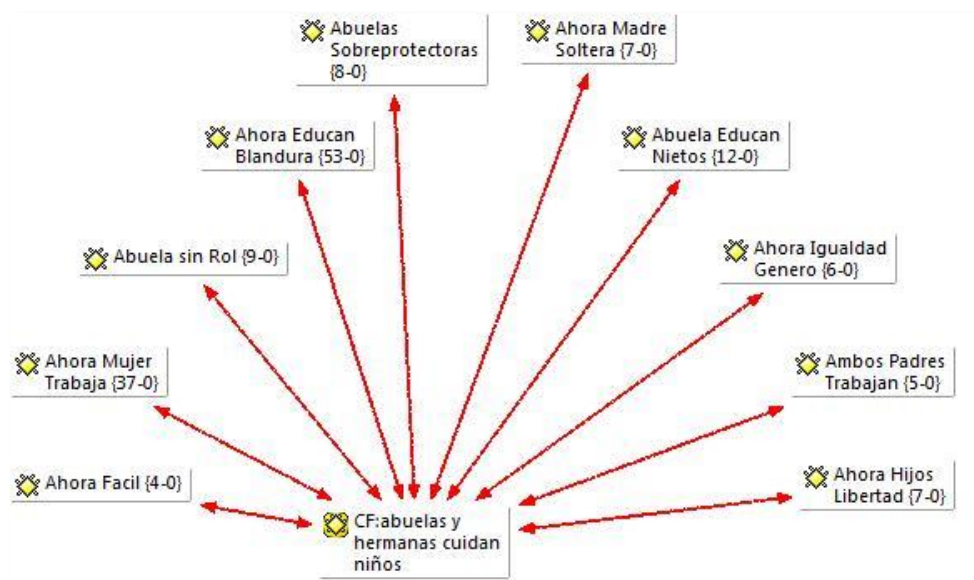 Abuelas
Sobreprotectoras
{8-0}
Ahora Madre
Soltera {7-0}
Ahora Educan
Blandura {53-0}
Abuela Educan
Nietos {12-0}
Abuela sin Rol {9-0}
Ahora Igualdad
Genero {6-0}
Ahora Mujer
Trabaja {37-0}
Ambos Padres
Trabajan {5-0}
Ahora Facil {4-0}
Ahora Hijos
Libertad {7-0}
CF:abuelas y
hermanas cuidan
niños